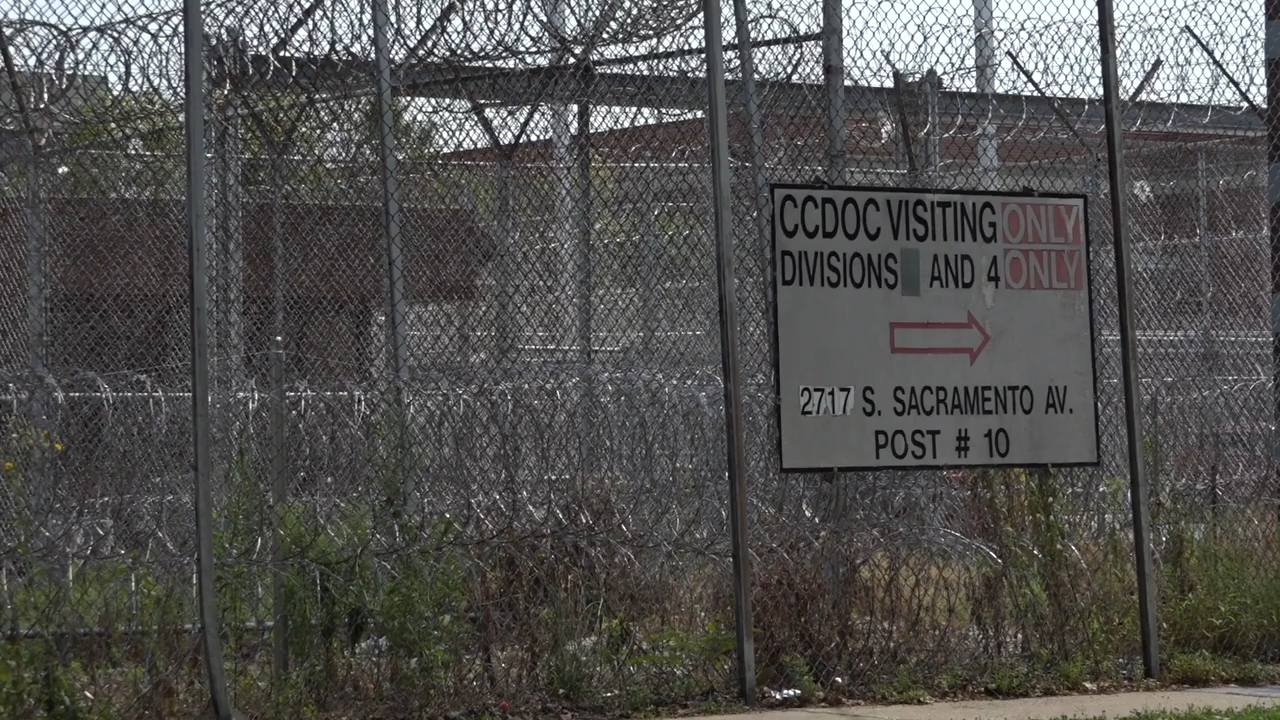 CCDOC VISITING ONLY
DIVISIONS AND 4 ONLY
2717 S. SACRAMENTO AV.
POST # 10